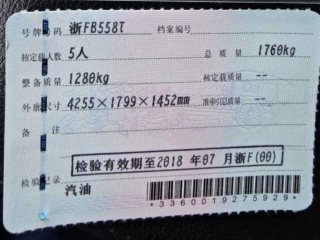 号牌号码 浙FB558T 档案编号
核定载人数 5人 总质量 1760kg
整备质量 1280kg 核定载质量 --
外廓尺寸 4255×1799×1452mm 准牵引总质量 --
备注
检验有效期至2018年07月浙F(00)
检验记录
汽油
*3360019275929*